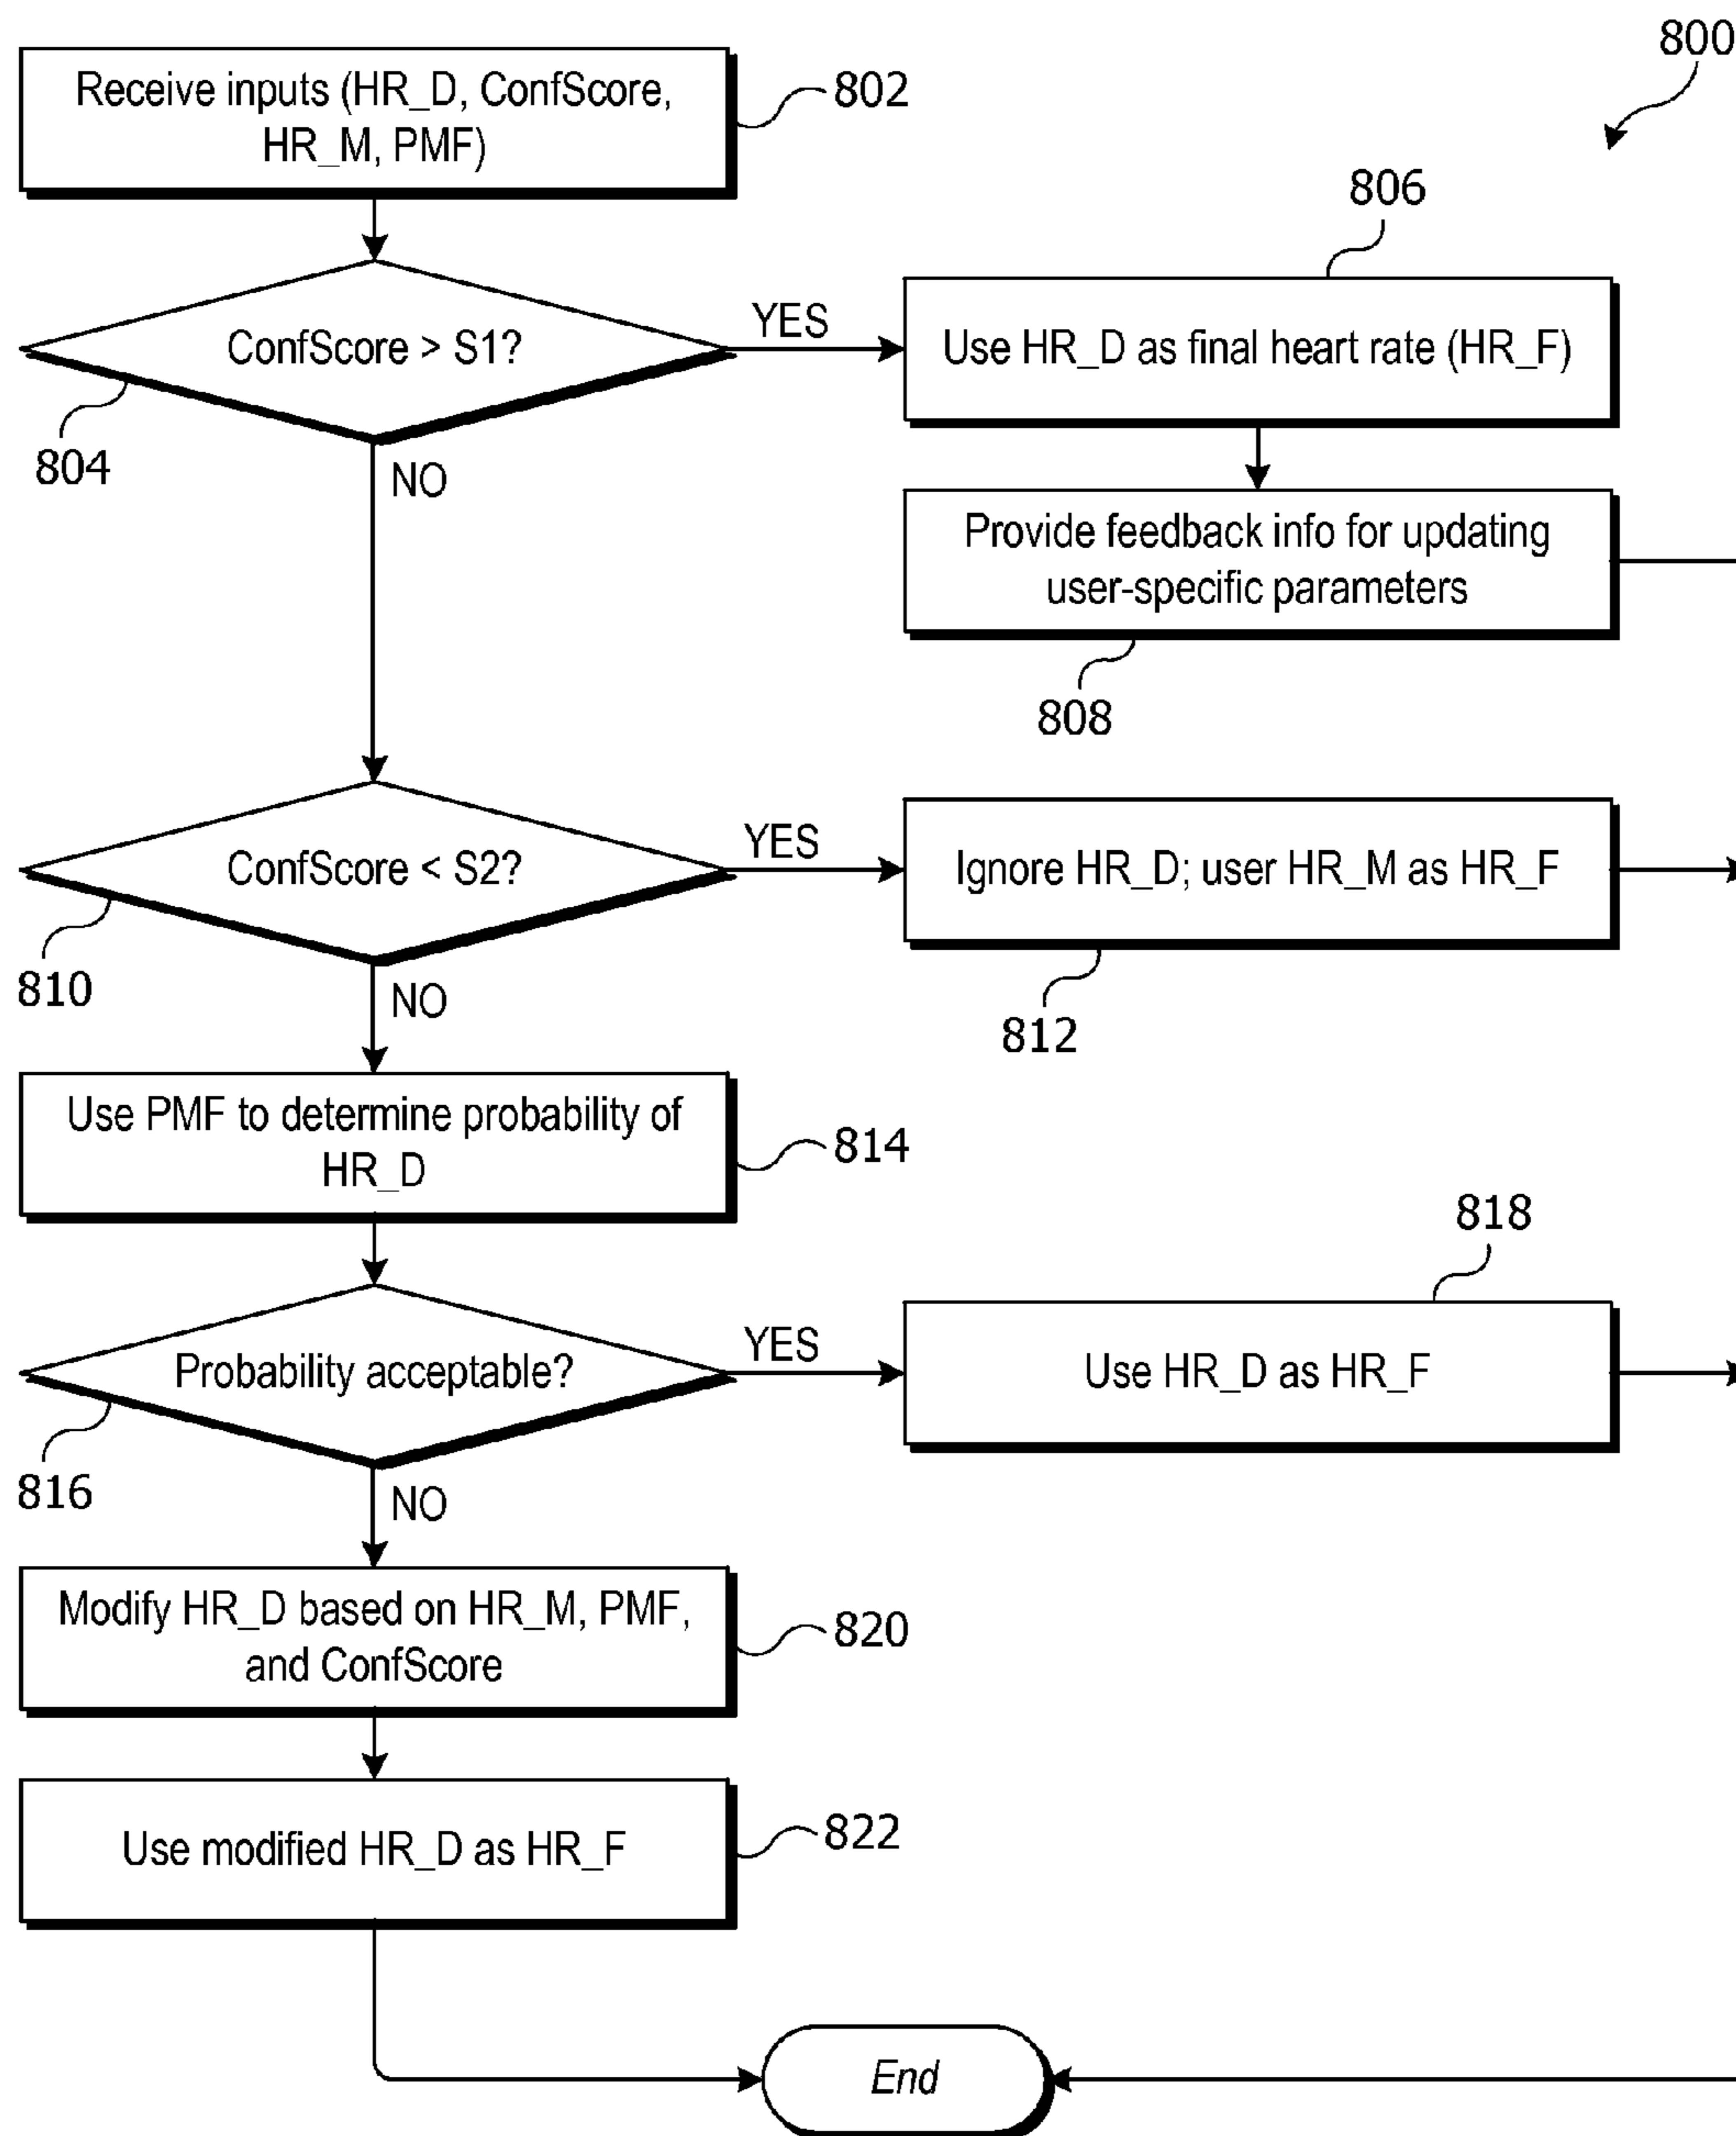 800
Receive inputs (HR_D, ConfScore,
HR_M, PMF)
802
806
ConfScore > S1?
YES
Use HR_D as final heart rate (HR_F)
804
NO
Provide feedback info for updating
user-specific parameters
808
ConfScore < S2?
YES
Ignore HR_D; user HR_M as HR_F
810
NO
812
Use PMF to determine probability of
HR_D
814
818
Probability acceptable?
YES
Use HR_D as HR_F
816
NO
Modify HR_D based on HR_M, PMF,
and ConfScore
820
Use modified HR_D as HR_F
822
End